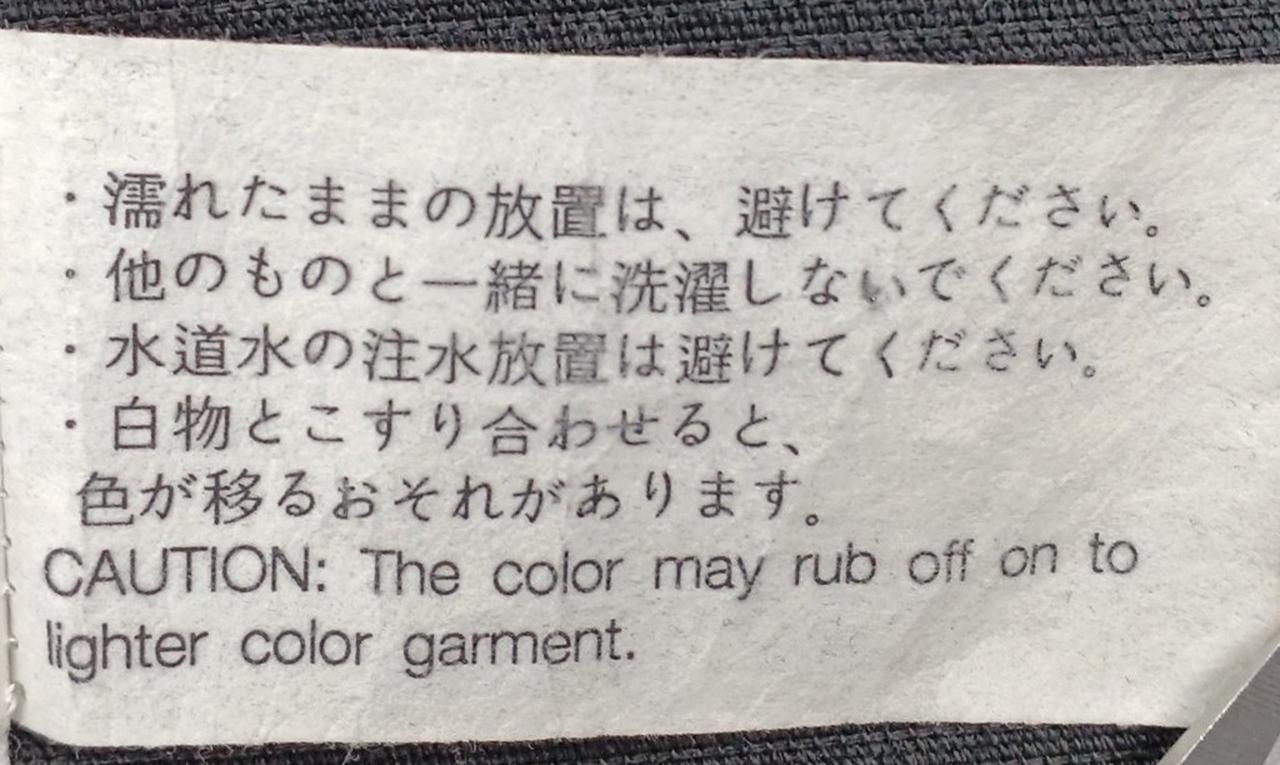 ・濡れたままの放置は、避けてください。
・他のものと一緒に洗濯しないでください。
・水道水の注水放置は避けてください。
・白物とこすり合わせると、
色が移るおそれがあります。
CAUTION: The color may rub off on to
lighter color garment.